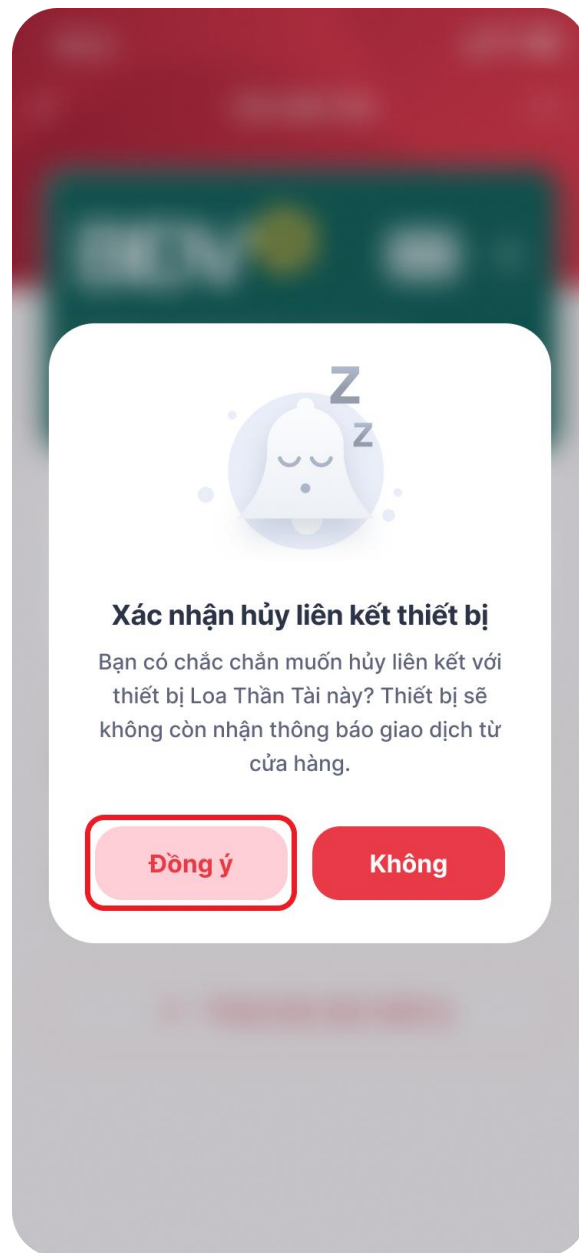 Z
Z
Xác nhận hủy liên kết thiết bị
Bạn có chắc chắn muốn hủy liên kết với
thiết bị Loa Thần Tài này? Thiết bị sẽ
không còn nhận thông báo giao dịch từ
cửa hàng.
Đồng ý
Không